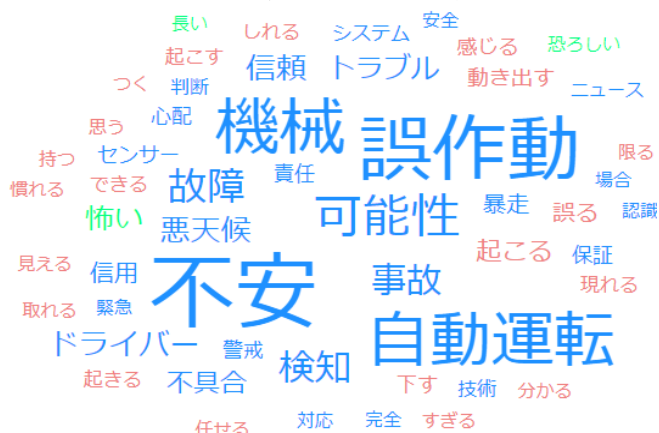 長い
しれる
システム
安全
起こす
信頼
トラブル
感じる
恐ろしい
つく
判断
動き出す
ニュース
思う
心配
機械
誤作動
持つ
センサー
責任
限る
慣れる
できる
故障
場合
怖い
悪天候
可能性
暴走
誤る
認識
見える
信用
不安
事故
起こる
保証
現れる
取れる
緊急
ドライバー
警戒
検知
自動運転
起きる
不具合
下す
技術
分かる
任せる
対応
完全
すぎる